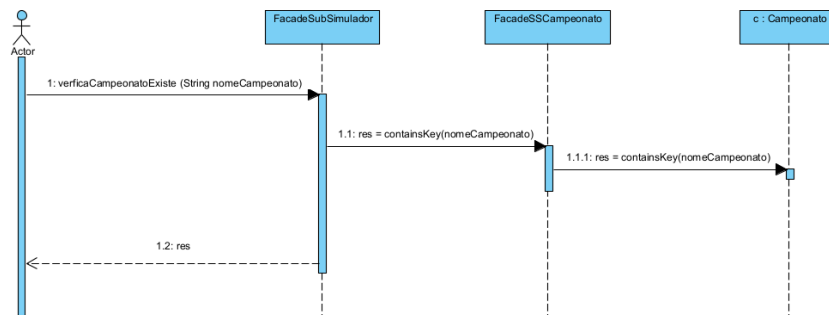 FacadeSubSimulador
FacadeSSCampeonato
c : Campeonato
Actor
1: verficaCampeonatoExiste (String nomeCampeonato)
1.1: res = containsKey(nomeCampeonato)
1.1.1: res = containsKey(nomeCampeonato)
1.2: res